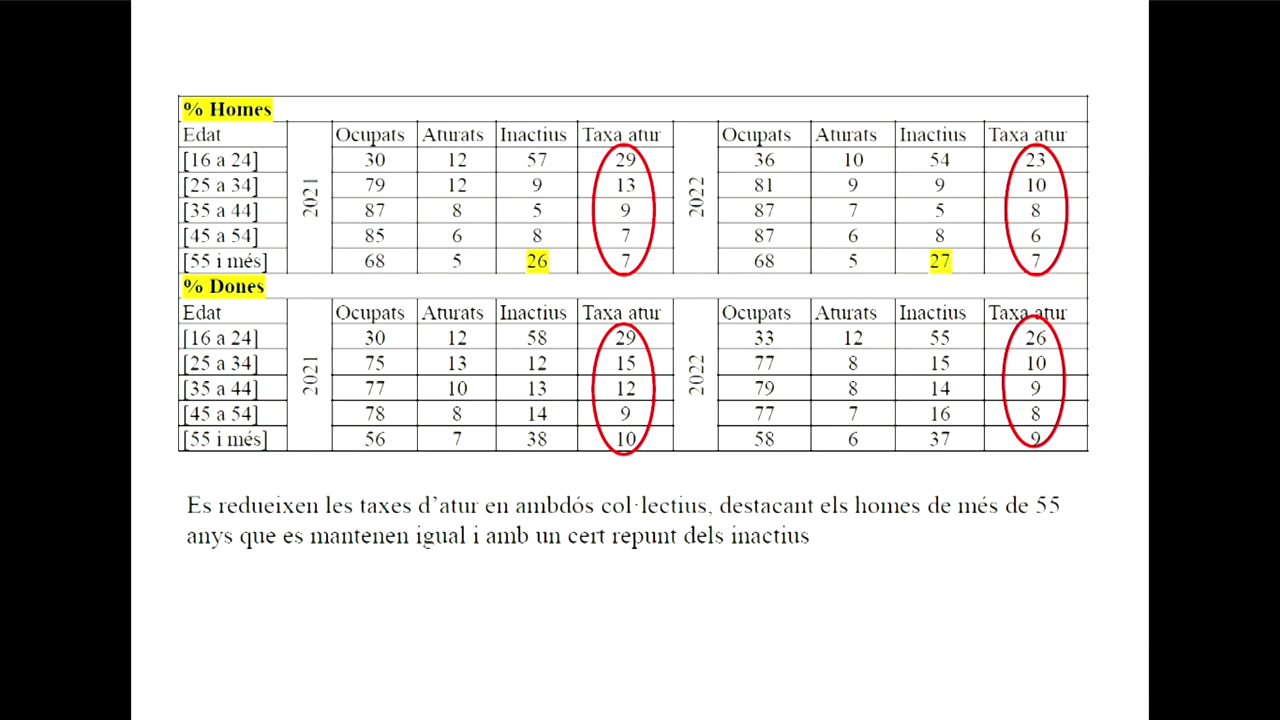 % Homes
Edat 2021 Ocupats Aturats Inactius Taxa atur 2022 Ocupats Aturats Inactius Taxa atur
[16 a 24] 30 12 57 29 36 10 54 23
[25 a 34] 79 12 9 13 81 9 9 10
[35 a 44] 87 8 5 9 87 7 5 8
[45 a 54] 85 6 8 7 87 6 8 6
[55 i més] 68 5 26 7 68 5 27 7
% Dones
Edat 2021 Ocupats Aturats Inactius Taxa atur 2022 Ocupats Aturats Inactius Taxa atur
[16 a 24] 30 12 58 29 33 12 55 26
[25 a 34] 75 13 12 15 77 8 15 10
[35 a 44] 77 10 13 12 79 8 14 9
[45 a 54] 78 8 14 9 77 7 16 8
[55 i més] 56 7 38 10 58 6 37 9
Es redueixen les taxes d’atur en ambdós col·lectius, destacant els homes de més de 55
anys que es mantenen igual i amb un cert repunt dels inactius